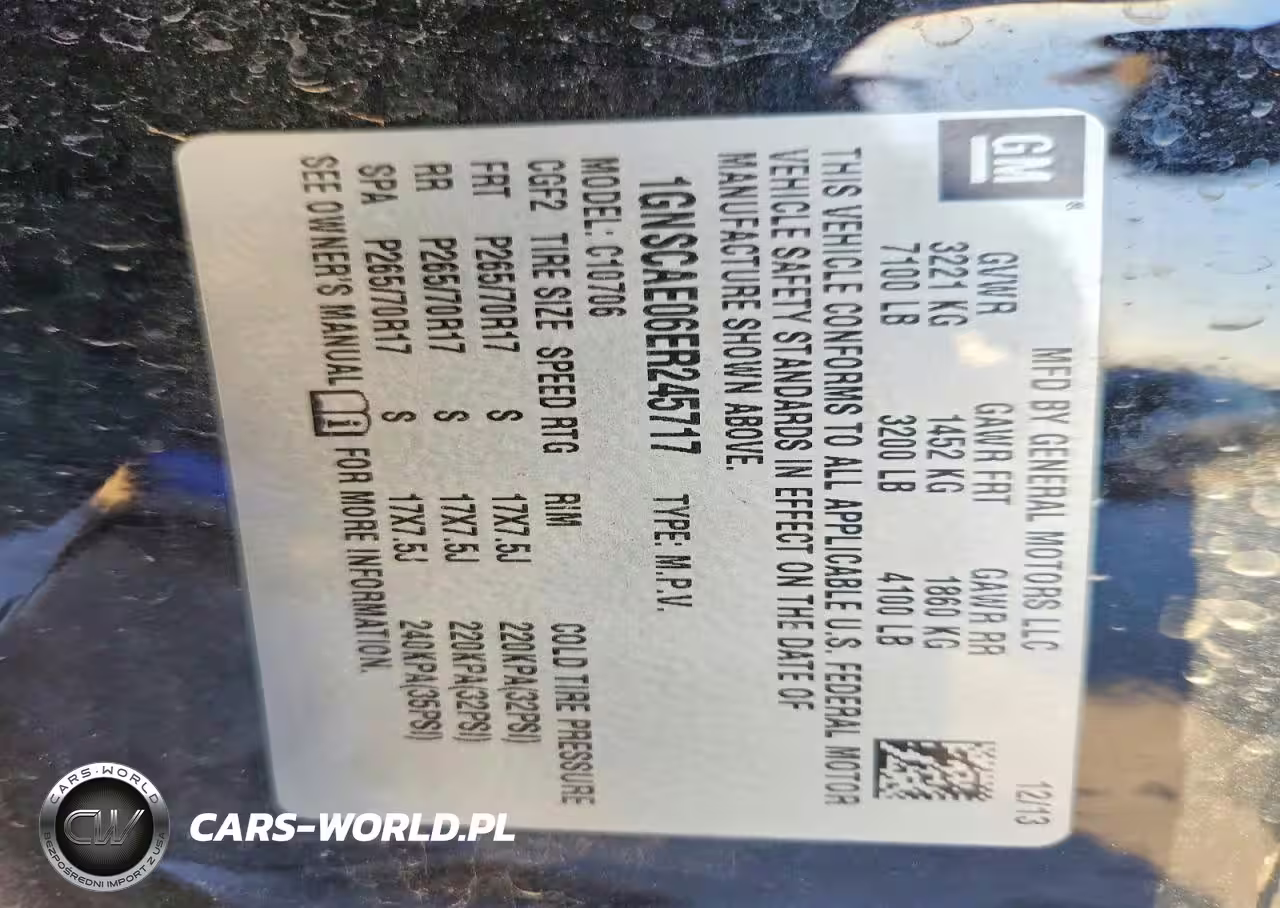 GM
®
MFD BY GENERAL MOTORS LLC
12/13
GVWR GAWR FRT GAWR RR
3221 KG 1452 KG 1860 KG
7100 LB 3200 LB 4100 LB
THIS VEHICLE CONFORMS TO ALL APPLICABLE U.S. FEDERAL MOTOR
VEHICLE SAFETY STANDARDS IN EFFECT ON THE DATE OF
MANUFACTURE SHOWN ABOVE.
1GNSCAE06ER245717 TYPE: M.P.V.
MODEL: C10706
CGF2 TIRE SIZE SPEED RTG RIM COLD TIRE PRESSURE
FRT P265/70R17 S 17X7.5J 220KPA(32PSI)
RR P265/70R17 S 17X7.5J 220KPA(32PSI)
SPA P265/70R17 S 17X7.5J 240KPA(35PSI)
SEE OWNER'S MANUAL i FOR MORE INFORMATION.
CARS-WORLD
CW
BEZPOŚREDNI IMPORT Z USA
CARS-WORLD.PL